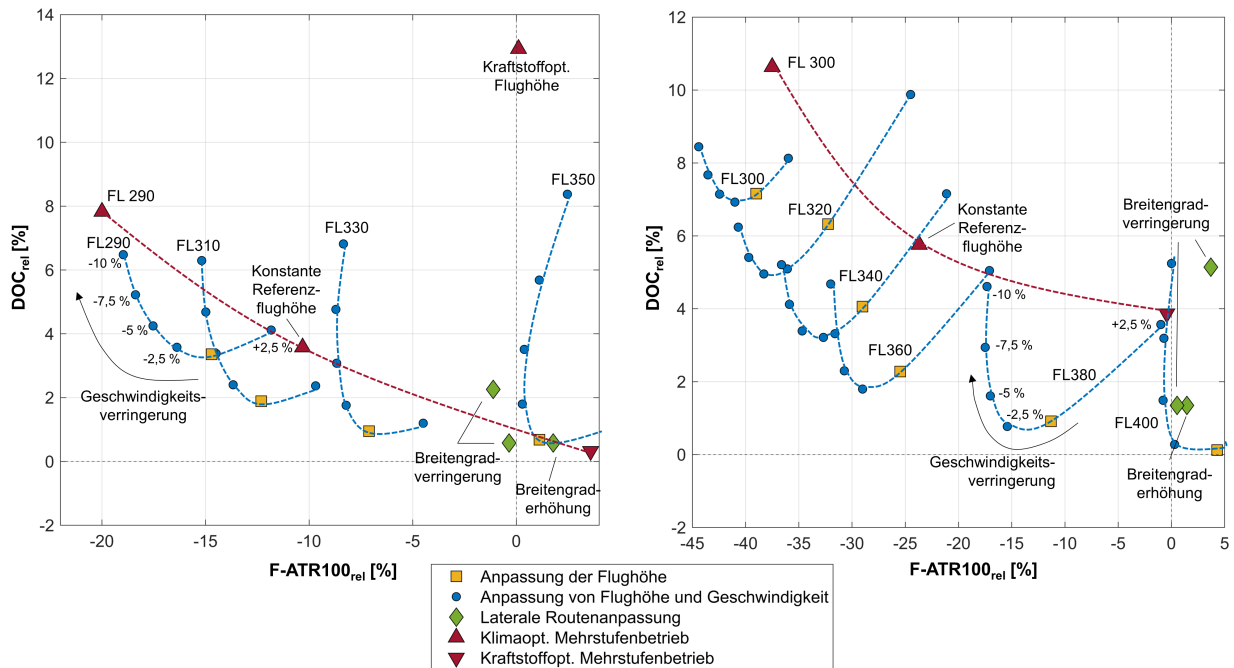 14
12
10
8
6
4
2
0
-2
DOCrel [%]
Kraftstoffopt.
Flughöhe
FL350
FL 290
FL290
FL310
FL330
-10 %
-7,5 %
-5 %
-2,5 %
+2,5 %
Konstante
Referenz-
flughöhe
Geschwindigkeits-
verringerung
Breitengrad-
verringerung
Breitengrad-
erhöhung
-20
-15
-10
-5
0
F-ATR100rel [%]
12
10
8
6
4
2
0
-2
DOCrel [%]
FL 300
FL300
FL320
FL340
FL360
FL380
FL400
Konstante
Referenz-
flughöhe
Breitengrad-
verringerung
-10 %
+2,5 %
-7,5 %
-5 %
-2,5 %
Geschwindigkeits-
verringerung
Breitengrad-
erhöhung
-45
-40
-35
-30
-25
-20
-15
-10
-5
0
5
F-ATR100rel [%]
Anpassung der Flughöhe
Anpassung von Flughöhe und Geschwindigkeit
Laterale Routenanpassung
Klimaopt. Mehrstufenbetrieb
Kraftstoffopt. Mehrstufenbetrieb